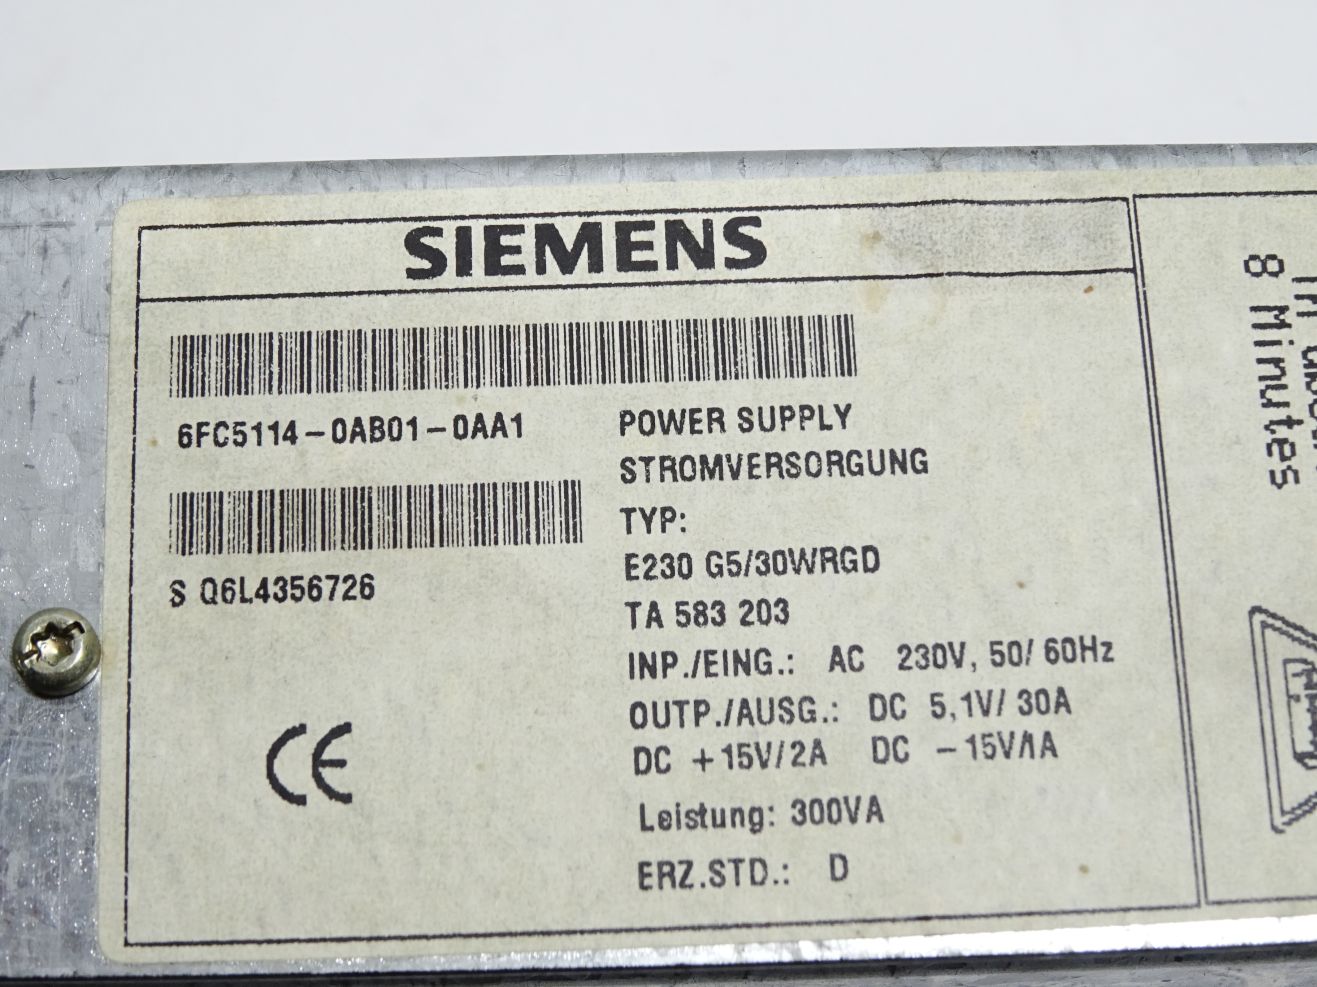 SIEMENS
6FC5114-0AB01-0AA1
S Q6L4356726
POWER SUPPLY
STROMVERSORGUNG
TYP:
E230 G5/30WRGD
TA 583 203
INP./EING.: AC 230V, 50/ 60Hz
OUTP./AUSG.: DC 5,1V/ 30A
DC +15V/2A DC -15V/1A
Leistung: 300VA
ERZ.STD.: D
CE
8 Minutes